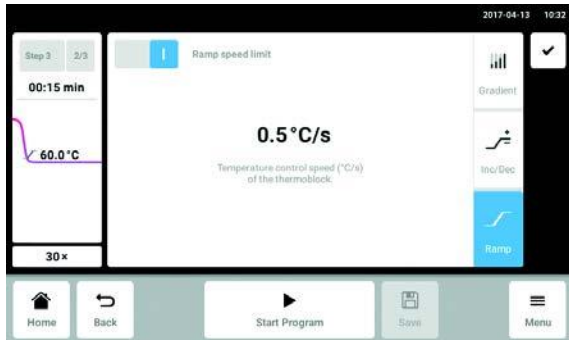 2017-04-13 10:32
Step 3 2/3
Ramp speed limit
00:15 min
Gradient
60.0°C
0.5°C/s
Temperature control speed (°C/s)
of the thermoblock.
Inc/Dec
Ramp
30×
Home
Back
Start Program
Save
Menu